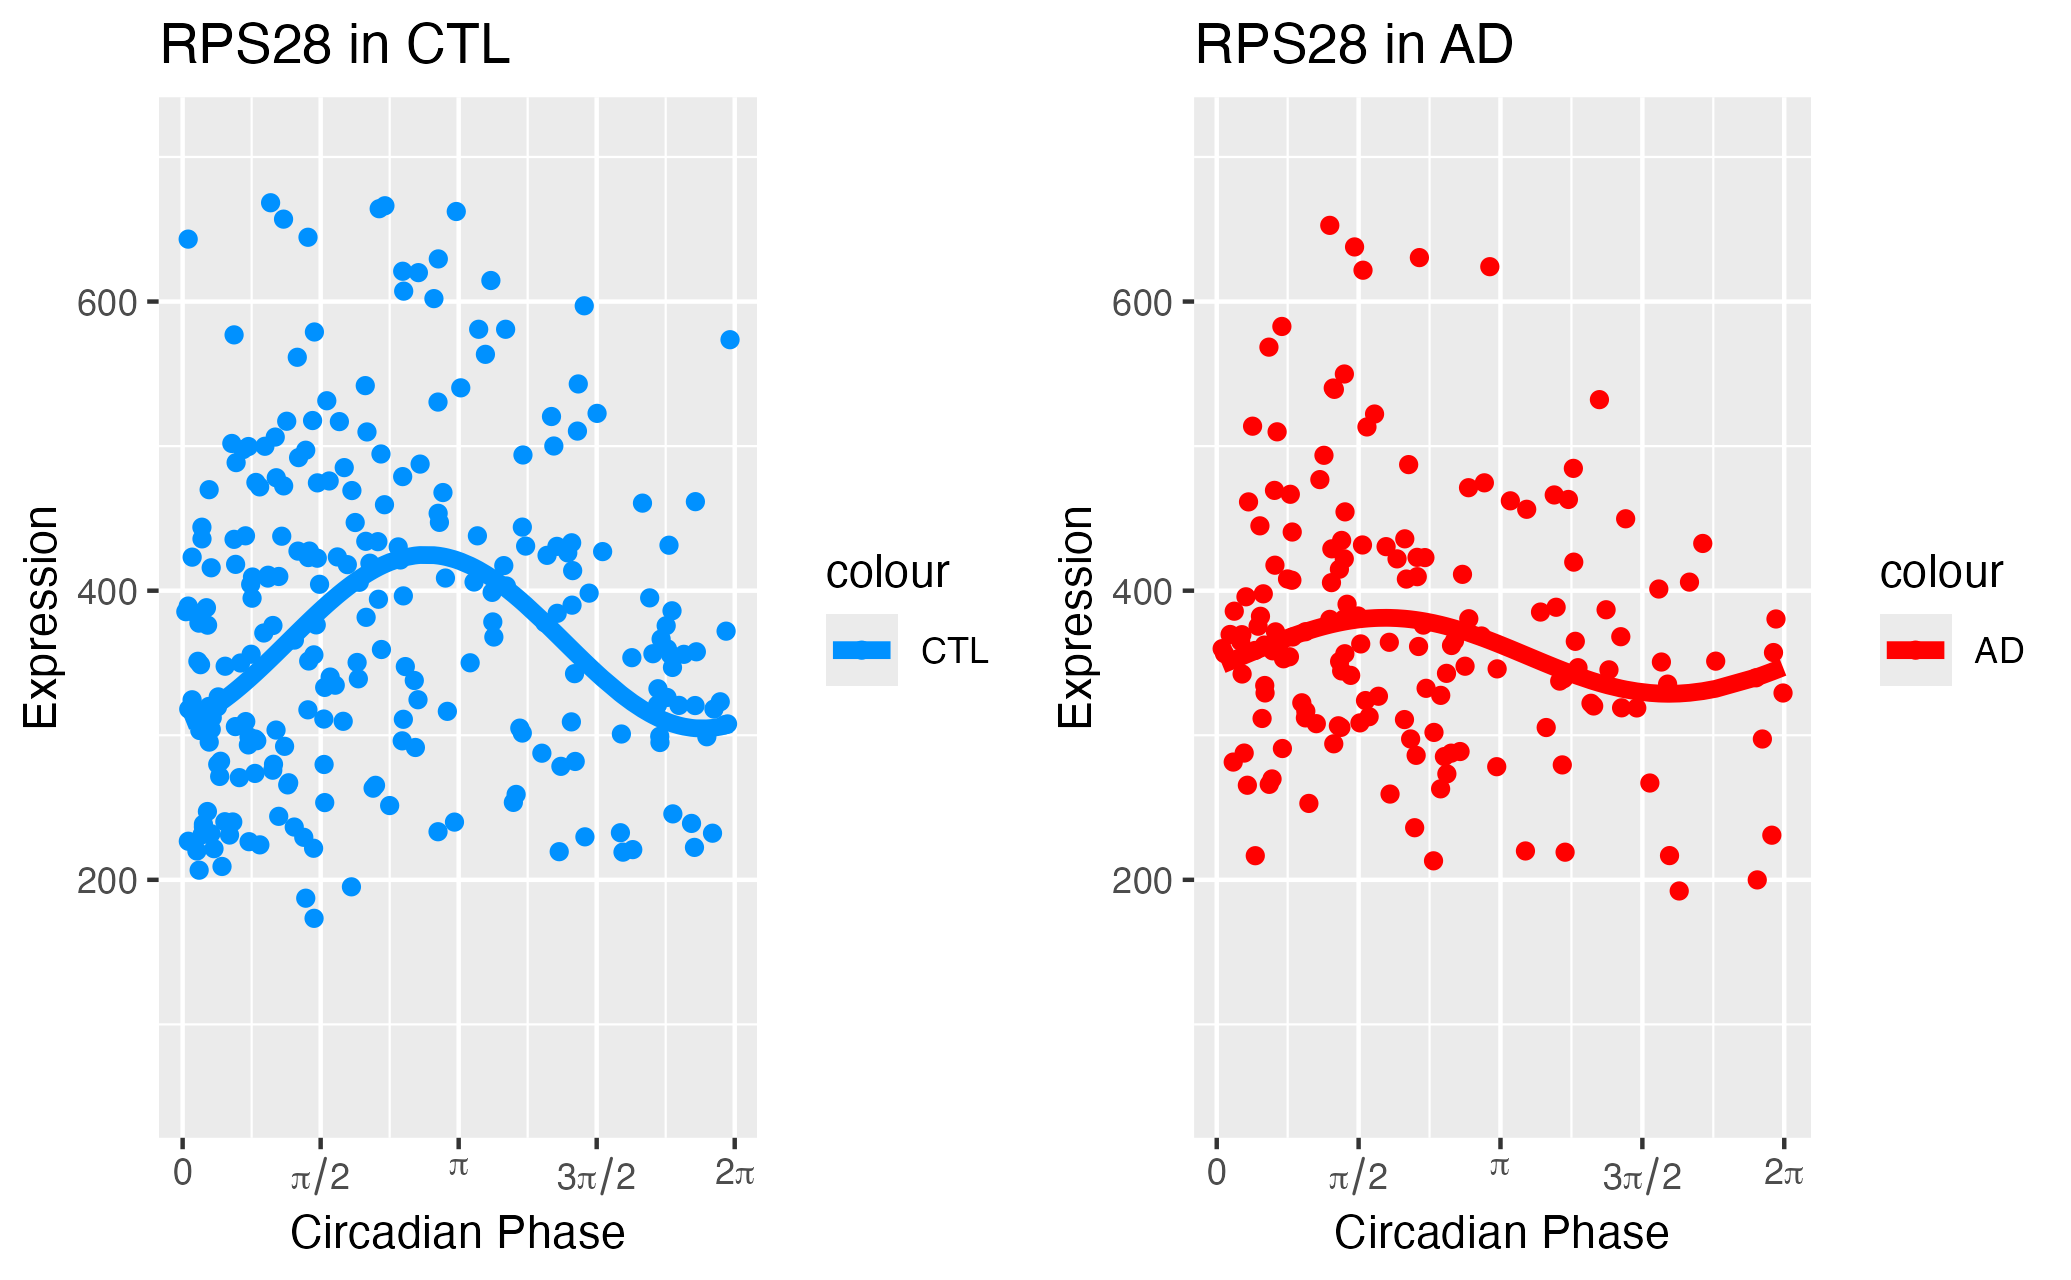 RPS28 in CTL
Expression
600
400
200
0
π/2
π
3π/2
2π
Circadian Phase
colour
CTL
RPS28 in AD
Expression
600
400
200
0
π/2
π
3π/2
2π
Circadian Phase
colour
AD